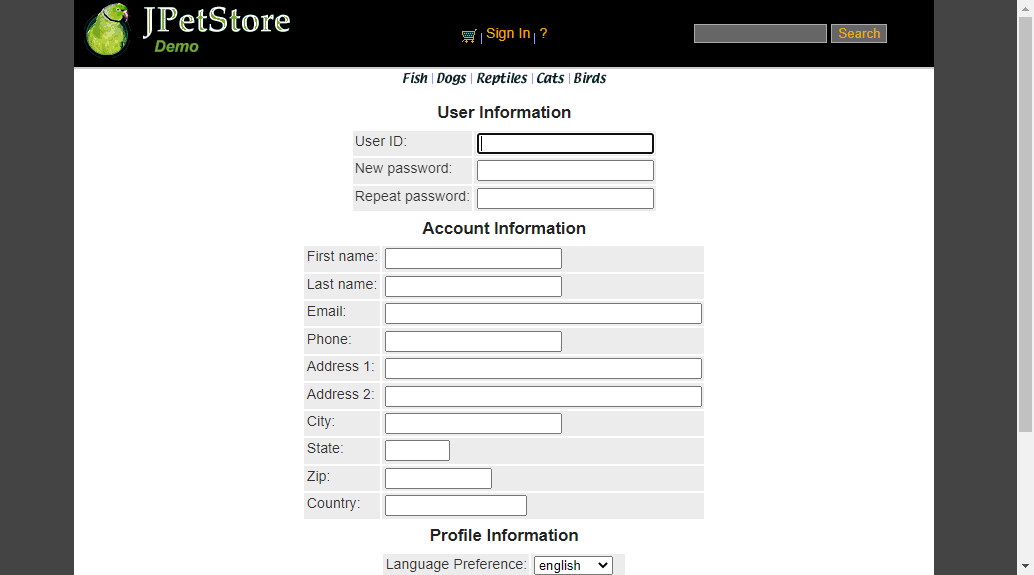 JPetStore
Demo
Sign In ?
Search
Fish Dogs Reptiles Cats Birds
User Information
User ID:
New password:
Repeat password:
Account Information
First name:
Last name:
Email:
Phone:
Address 1:
Address 2:
City:
State:
Zip:
Country:
Profile Information
Language Preference: english